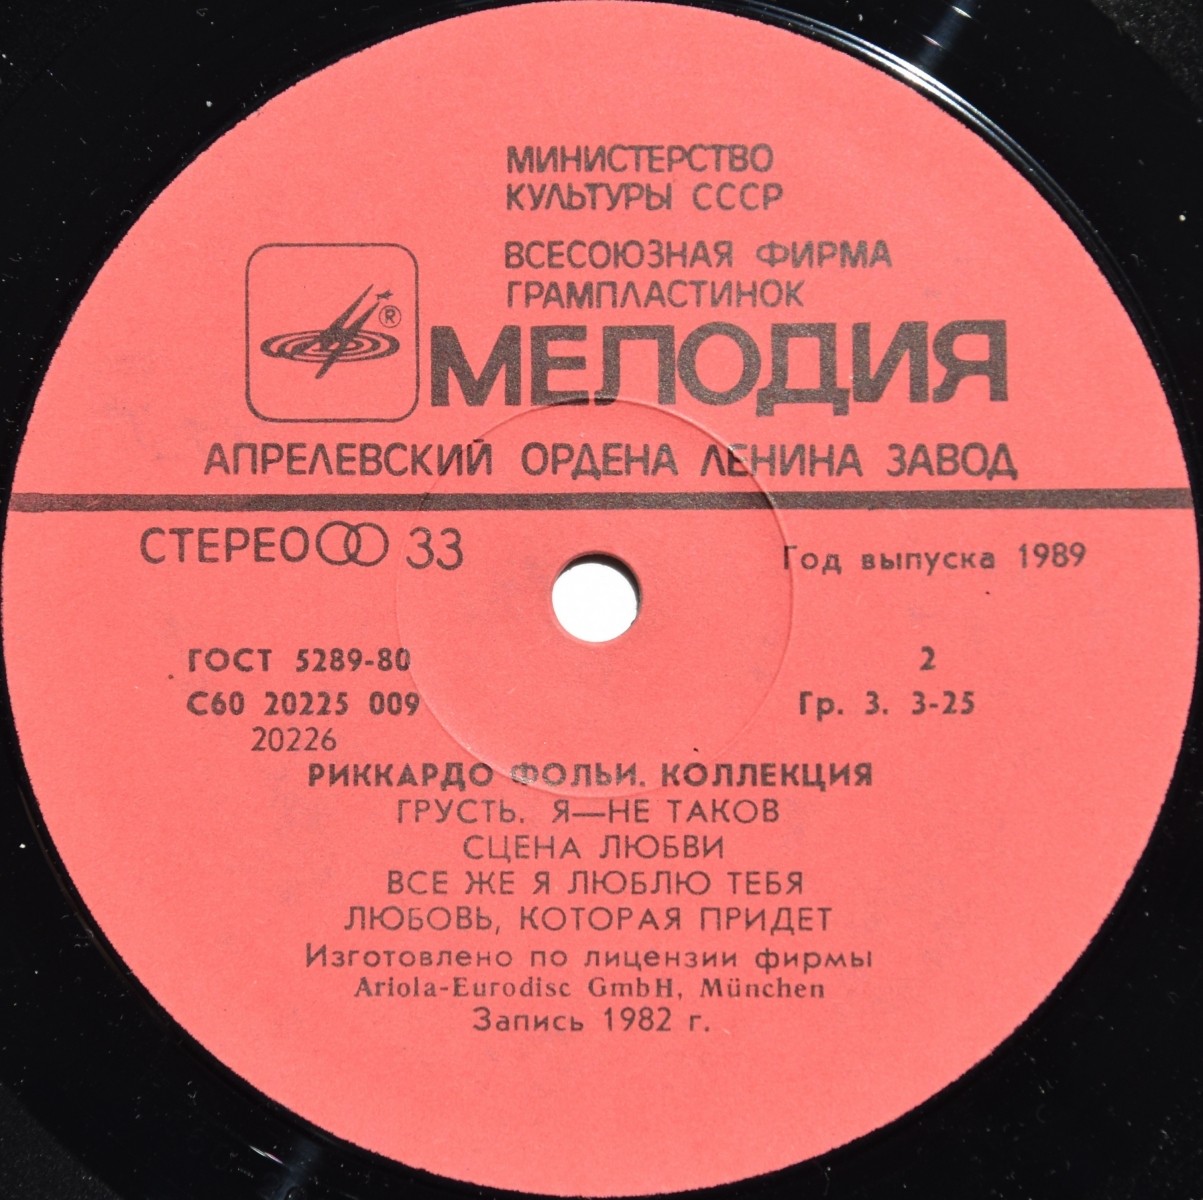 МИНИСТЕРСТВО
КУЛЬТУРЫ СССР
ВСЕСОЮЗНАЯ ФИРМА
ГРАМПЛАСТИНОК
®
МЕЛОДИЯ
АПРЕЛЕВСКИЙ ОРДЕНА ЛЕНИНА ЗАВОД
СТЕРЕО 33
Год выпуска 1989
ГОСТ 5289-80
2
С60 20225 009
Гр. 3. 3-25
20226
РИККАРДО ФОЛЬИ. КОЛЛЕКЦИЯ
ГРУСТЬ. Я—НЕ ТАКОВ
СЦЕНА ЛЮБВИ
ВСЕ ЖЕ Я ЛЮБЛЮ ТЕБЯ
ЛЮБОВЬ, КОТОРАЯ ПРИДЕТ
Изготовлено по лицензии фирмы
Ariola-Eurodisc GmbH, München
Запись 1982 г.